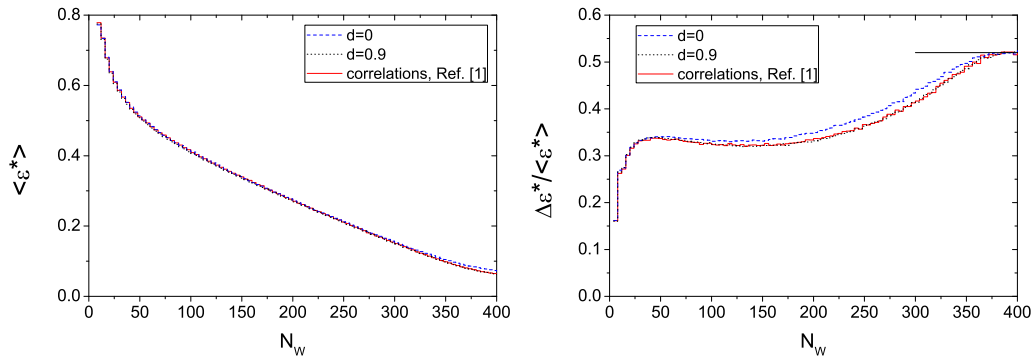 0.8
0.6
0.4
0.2
0.0
<ε*>
d=0
d=0.9
correlations, Ref. [1]
0 50 100 150 200 250 300 350 400
N_W
0.6
0.5
0.4
0.3
0.2
0.1
0.0
Δε*/<ε*>
d=0
d=0.9
correlations, Ref. [1]
0 50 100 150 200 250 300 350 400
N_W